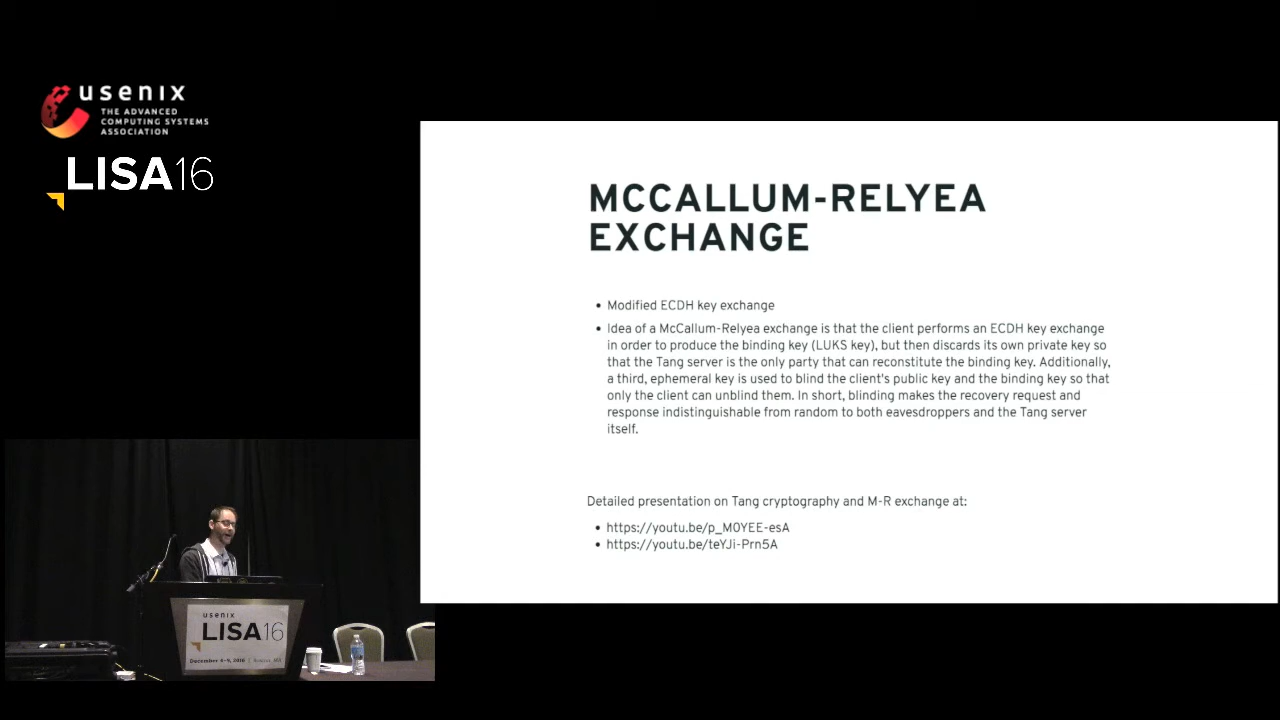 usenix
THE ADVANCED
COMPUTING SYSTEMS
ASSOCIATION
LISA16
MCCALLUM-RELYEA
EXCHANGE
• Modified ECDH key exchange
• Idea of a McCallum-Relyea exchange is that the client performs an ECDH key exchange
in order to produce the binding key (LUKS key), but then discards its own private key so
that the Tang server is the only party that can reconstitute the binding key. Additionally,
a third, ephemeral key is used to blind the client's public key and the binding key so that
only the client can unblind them. In short, blinding makes the recovery request and
response indistinguishable from random to both eavesdroppers and the Tang server
itself.
Detailed presentation on Tang cryptography and M-R exchange at:
• https://youtu.be/p_M0YEE-esA
• https://youtu.be/teYJi-Prn5A
usenix
LISA16
December 4–9, 2016 | Boston, MA